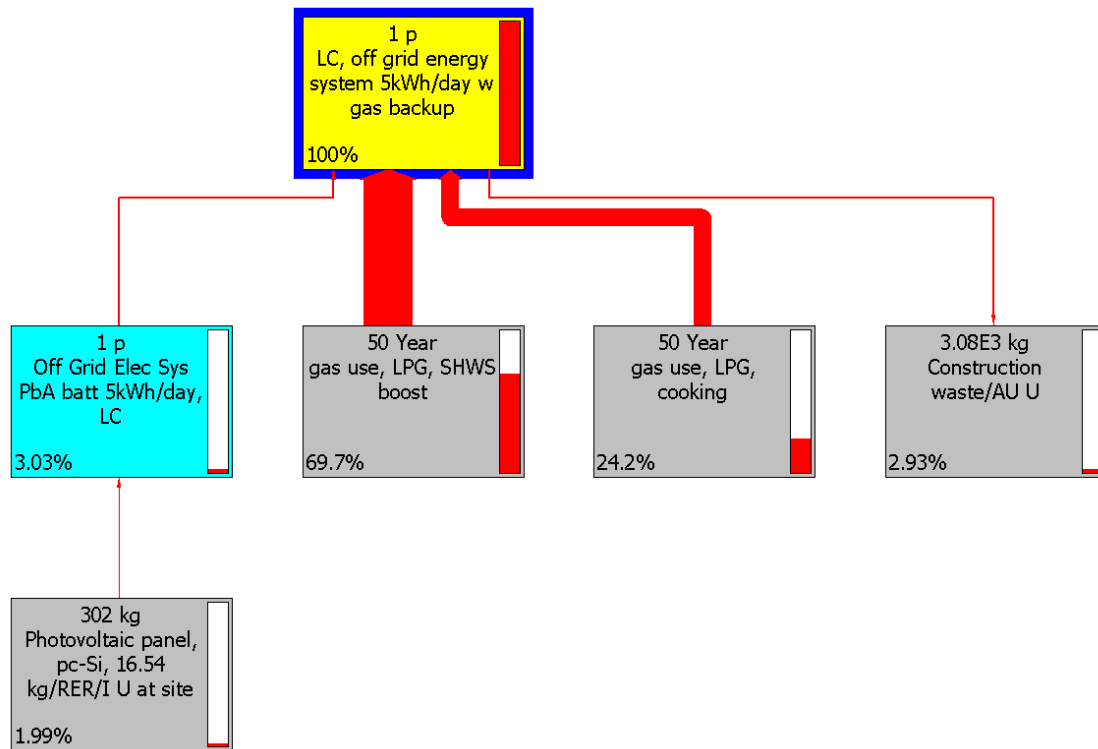 1 p
LC, off grid energy
system 5kWh/day w
gas backup
100%
1 p
Off Grid Elec Sys
PbA batt 5kWh/day,
LC
3.03%
50 Year
gas use, LPG, SHWS
boost
69.7%
50 Year
gas use, LPG,
cooking
24.2%
3.08E3 kg
Construction
waste/AU U
2.93%
302 kg
Photovoltaic panel,
pc-Si, 16.54
kg/RER/I U at site
1.99%